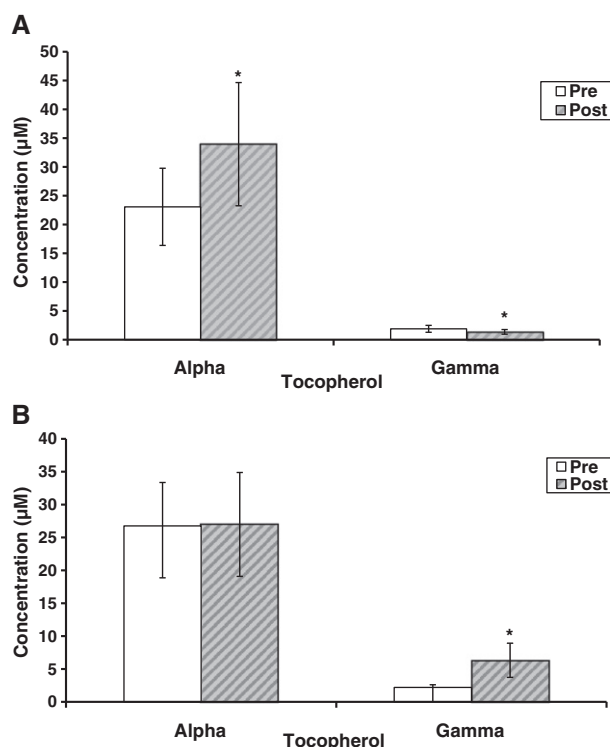 A
50
45
40
35
30
25
20
15
10
5
0
Concentration (µM)
*
*
Pre
Post
Alpha
Gamma
Tocopherol
B
40
35
30
25
20
15
10
5
0
Concentration (µM)
*
Pre
Post
Alpha
Gamma
Tocopherol